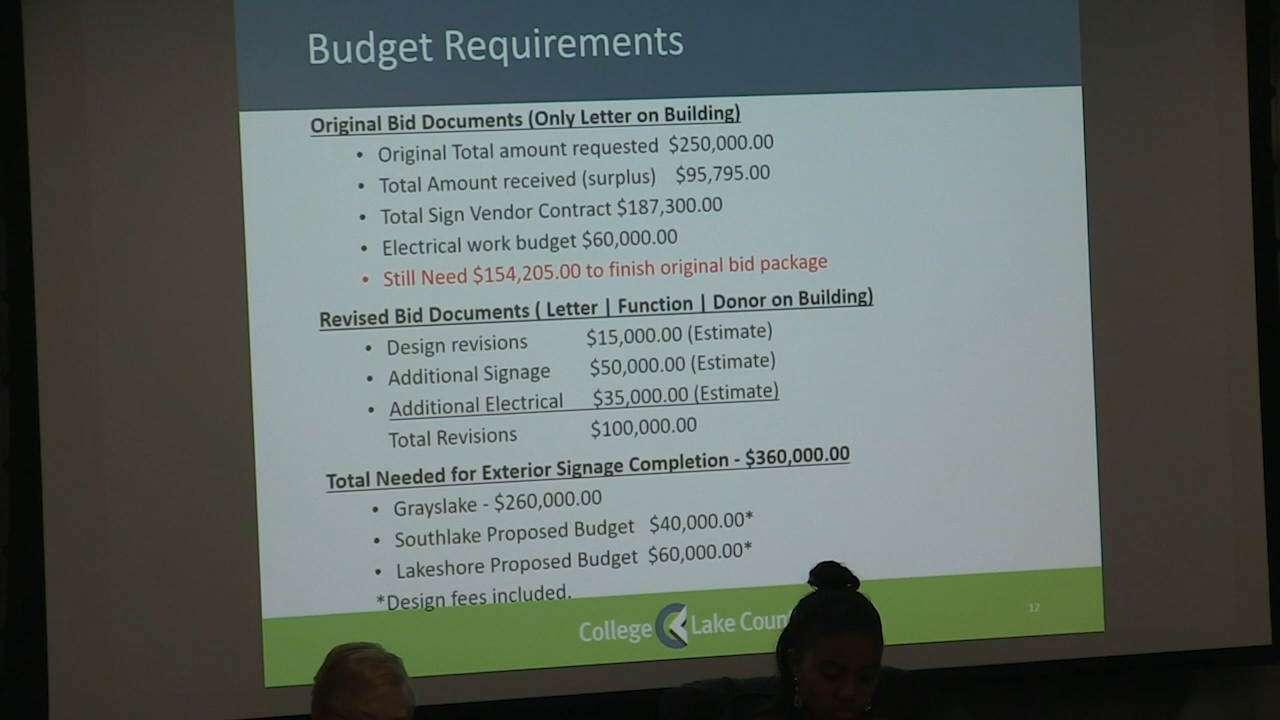 Budget Requirements
Original Bid Documents (Only Letter on Building)
• Original Total amount requested $250,000.00
• Total Amount received (surplus) $95,795.00
• Total Sign Vendor Contract $187,300.00
• Electrical work budget $60,000.00
• Still Need $154,205.00 to finish original bid package
Revised Bid Documents ( Letter | Function | Donor on Building)
• Design revisions $15,000.00 (Estimate)
• Additional Signage $50,000.00 (Estimate)
• Additional Electrical $35,000.00 (Estimate)
Total Revisions $100,000.00
Total Needed for Exterior Signage Completion - $360,000.00
• Grayslake - $260,000.00
• Southlake Proposed Budget $40,000.00*
• Lakeshore Proposed Budget $60,000.00*
*Design fees included.
College Lake